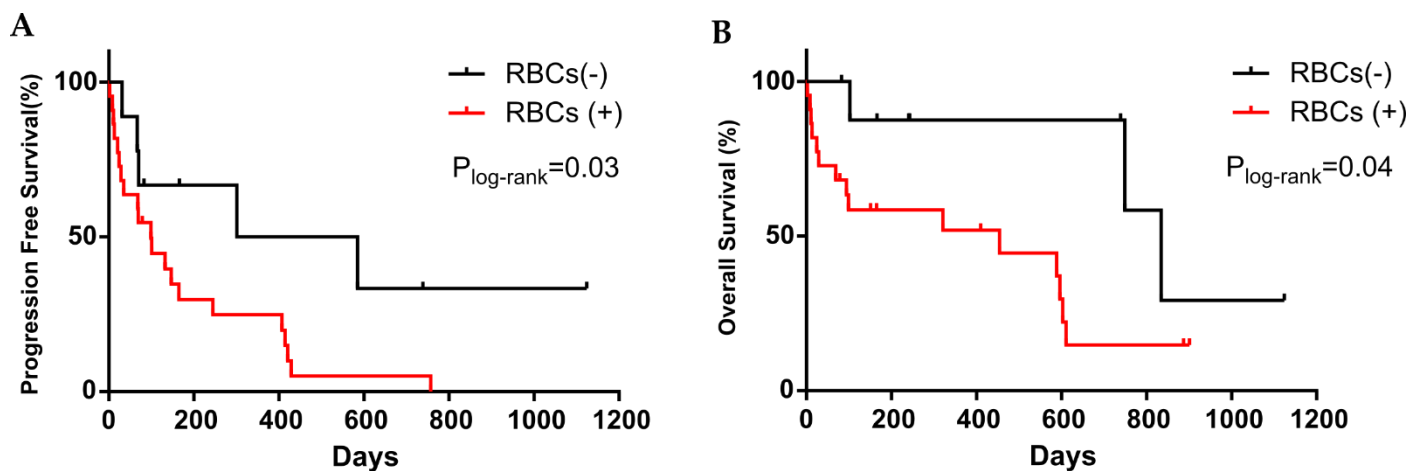 A
Progression Free Survival(%)
100
50
0
0 200 400 600 800 1000 1200
Days
RBCs(-)
RBCs (+)
Plog-rank=0.03
B
Overall Survival (%)
100
50
0
0 200 400 600 800 1000 1200
Days
RBCs(-)
RBCs (+)
Plog-rank=0.04